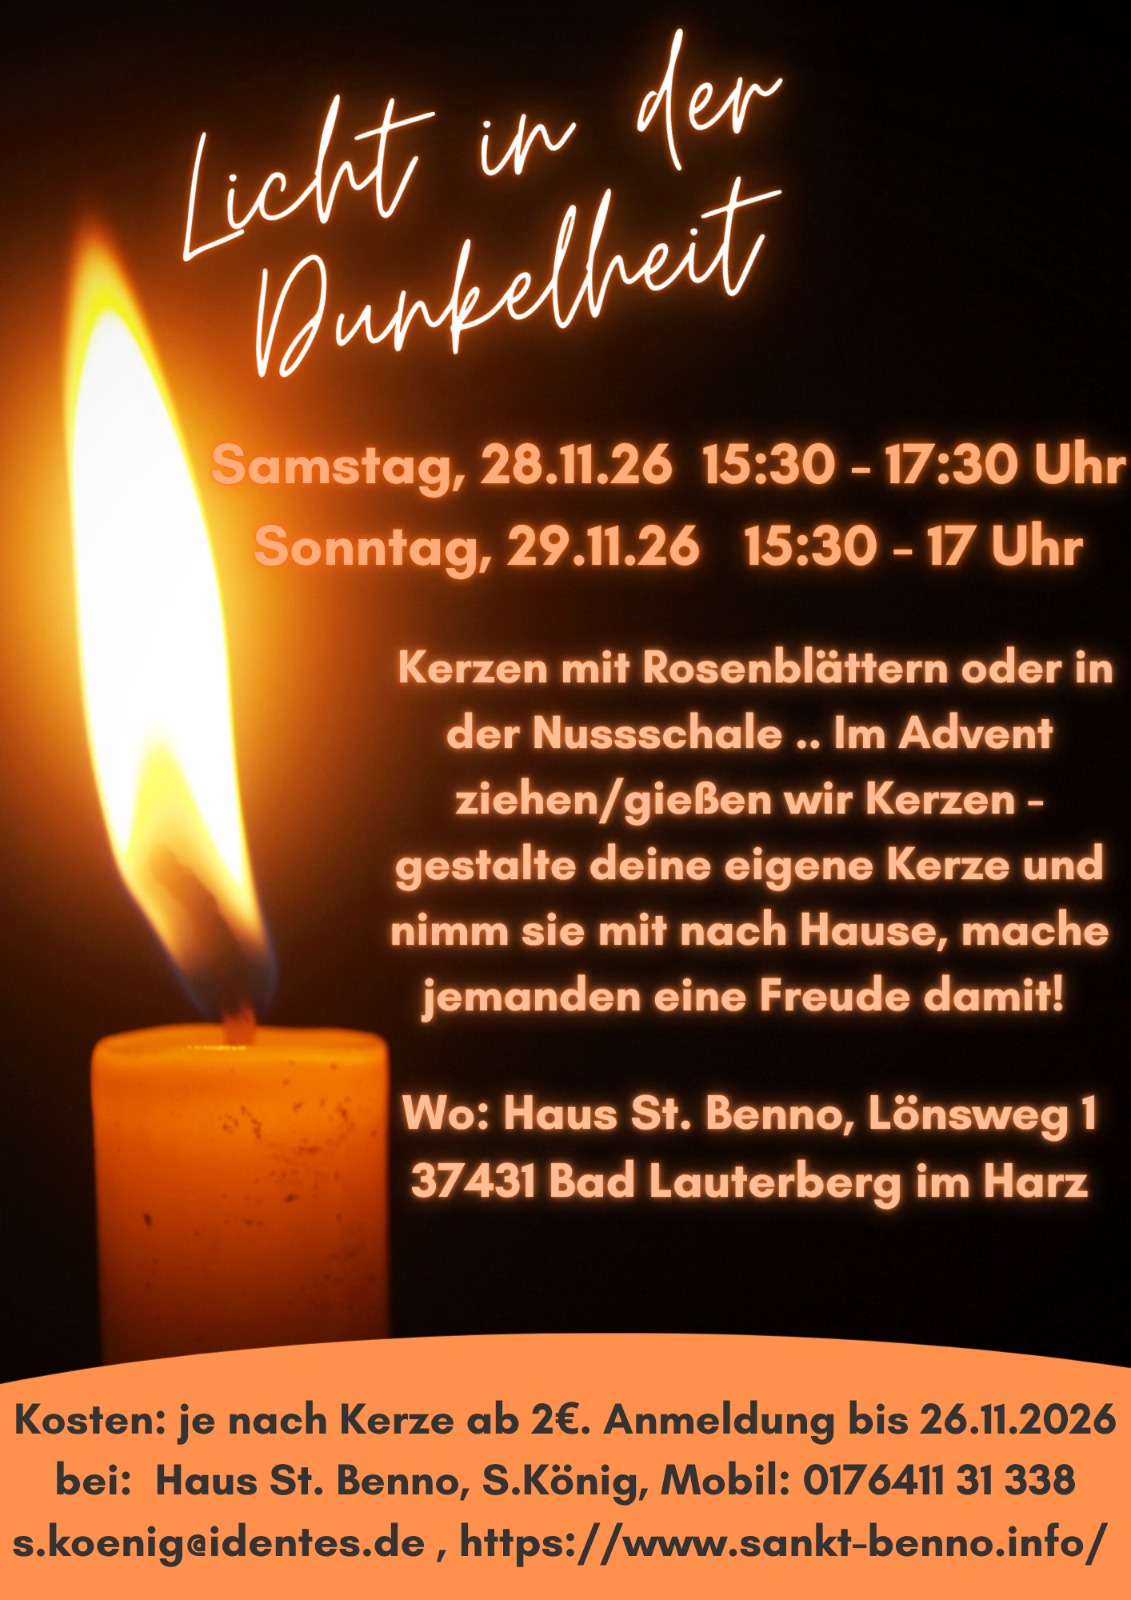 Licht in der
Dunkelheit
Samstag, 28.11.26 15:30 - 17:30 Uhr
Sonntag, 29.11.26 15:30 - 17 Uhr
Kerzen mit Rosenblättern oder in
der Nussschale .. Im Advent
ziehen/gießen wir Kerzen -
gestalte deine eigene Kerze und
nimm sie mit nach Hause, mache
jemanden eine Freude damit!
Wo: Haus St. Benno, Lönsweg 1
37431 Bad Lauterberg im Harz
Kosten: je nach Kerze ab 2€. Anmeldung bis 26.11.2026
bei: Haus St. Benno, S.König, Mobil: 0176411 31 338
s.koenig@identes.de , https://www.sankt-benno.info/